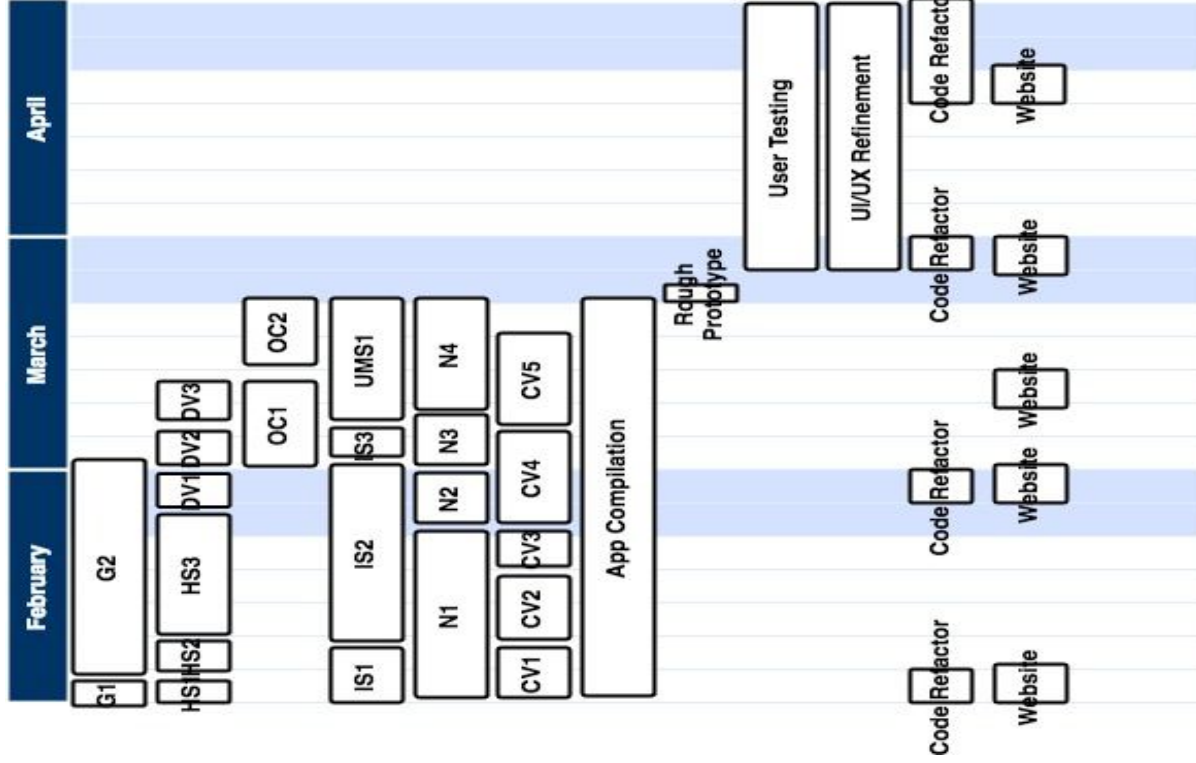 February March April
G1 G2
HS1 HS2 HS3 DV1 DV2 DV3
OC1 OC2
IS1 IS2 IS3 UMS1
N1 N2 N3 N4
CV1 CV2 CV3 CV4 CV5
App Compilation
Rough
Prototype
User Testing
UI/UX Refinement
Code Refactor Code Refactor Code Refactor Code Refacto
Website Website Website Website Website